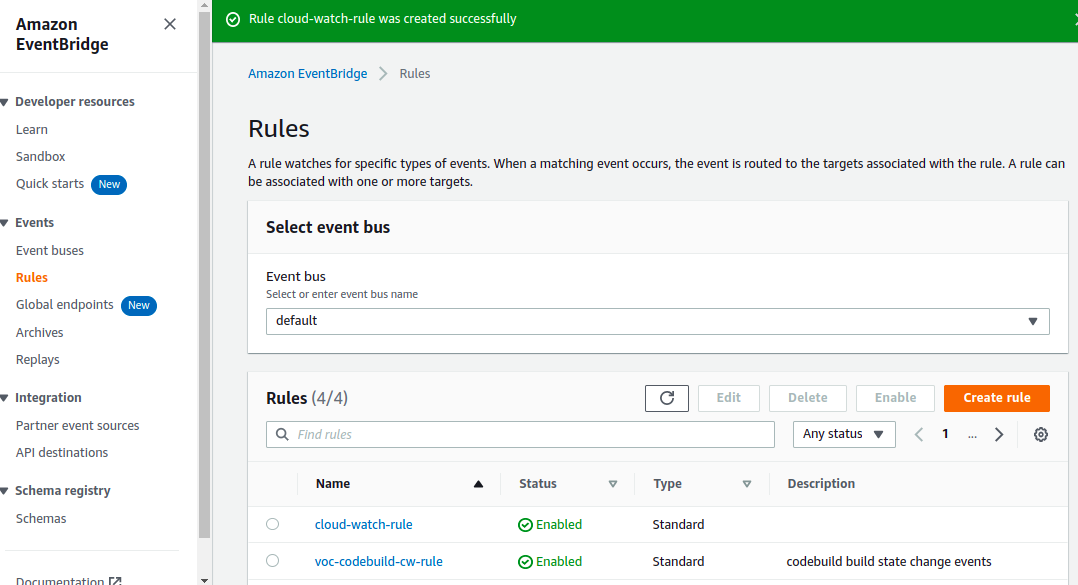 Amazon
EventBridge
Developer resources
Learn
Sandbox
Quick starts New
Events
Event buses
Rules
Global endpoints New
Archives
Replays
Integration
Partner event sources
API destinations
Schema registry
Schemas
Documentation
Rule cloud-watch-rule was created successfully
Amazon EventBridge Rules
Rules
A rule watches for specific types of events. When a matching event occurs, the event is routed to the targets associated with the rule. A rule can
be associated with one or more targets.
Select event bus
Event bus
Select or enter event bus name
default
Rules (4/4) Edit Delete Enable Create rule
Find rules Any status 1 ...
Name Status Type Description
cloud-watch-rule Enabled Standard
voc-codebuild-cw-rule Enabled Standard codebuild build state change events